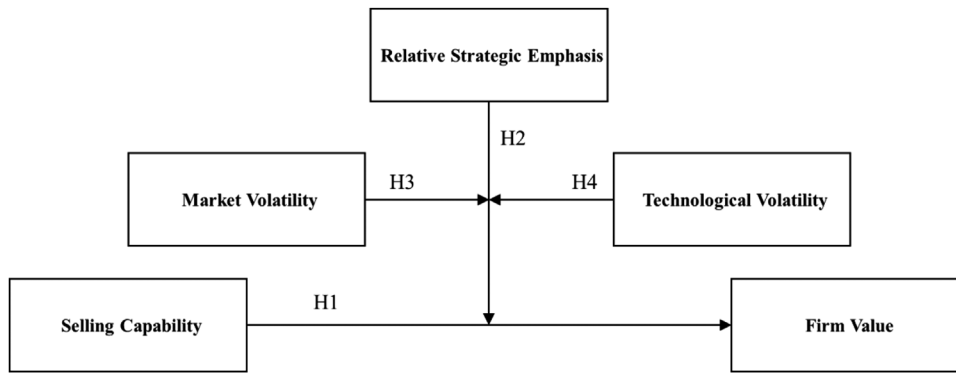 Relative Strategic Emphasis
H2
Market Volatility
H3
H4
Technological Volatility
Selling Capability
H1
Firm Value